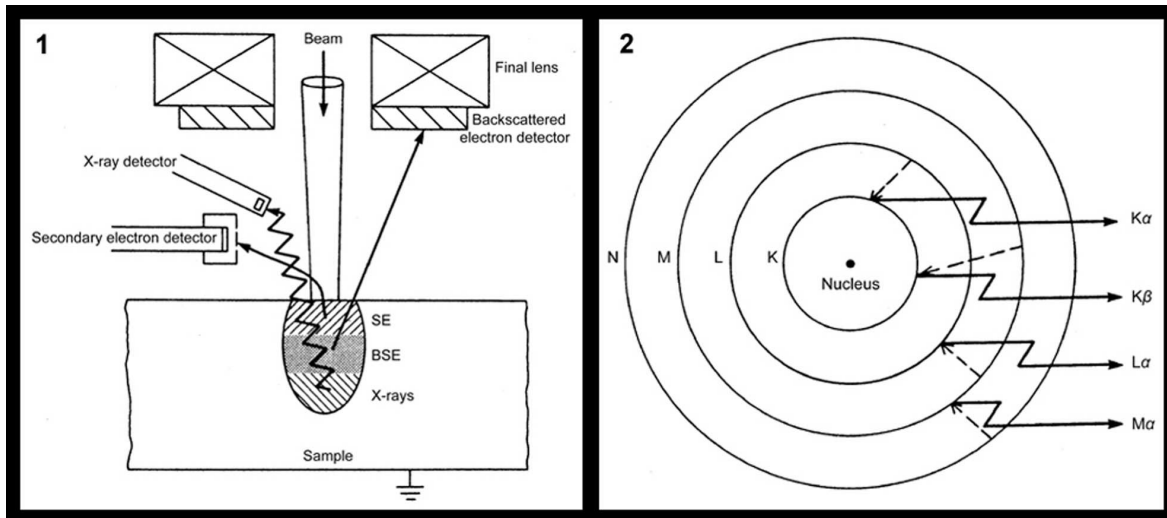 1
Beam
Final lens
Backscattered
electron detector
X-ray detector
Secondary electron detector
SE
BSE
X-rays
Sample
2
Kα
Kβ
Lα
Mα
N
M
L
K
Nucleus